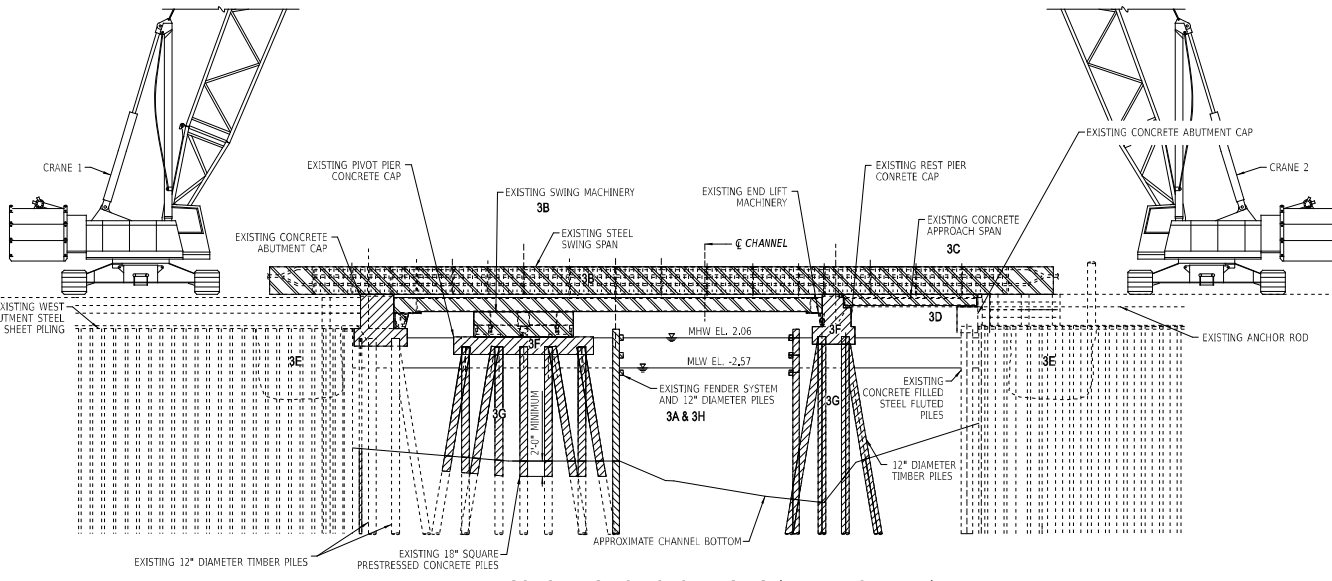 CRANE 1
EXISTING PIVOT PIER
CONCRETE CAP
EXISTING SWING MACHINERY
3B
EXISTING STEEL
SWING SPAN
EXISTING CONCRETE
ABUTMENT CAP
EXISTING END LIFT
MACHINERY
℄ CHANNEL
EXISTING REST PIER
CONRETE CAP
EXISTING CONCRETE
APPROACH SPAN
3C
EXISTING CONCRETE ABUTMENT CAP
CRANE 2
3B
EXISTING WEST
SHEET PILING
3D
3F
3F
MHW EL. 2.06
EXISTING ANCHOR ROD
3E
3E
MLW EL. -2.57
EXISTING FENDER SYSTEM
AND 12" DIAMETER PILES
3A & 3H
EXISTING
CONCRETE FILLED
STEEL FLUTED
PILES
3G
3G
2'-0" MINIMUM
12" DIAMETER
TIMBER PILES
APPROXIMATE CHANNEL BOTTOM
EXISTING 12" DIAMETER TIMBER PILES
EXISTING 18" SQUARE
PRESTRESSED CONCRETE PILES